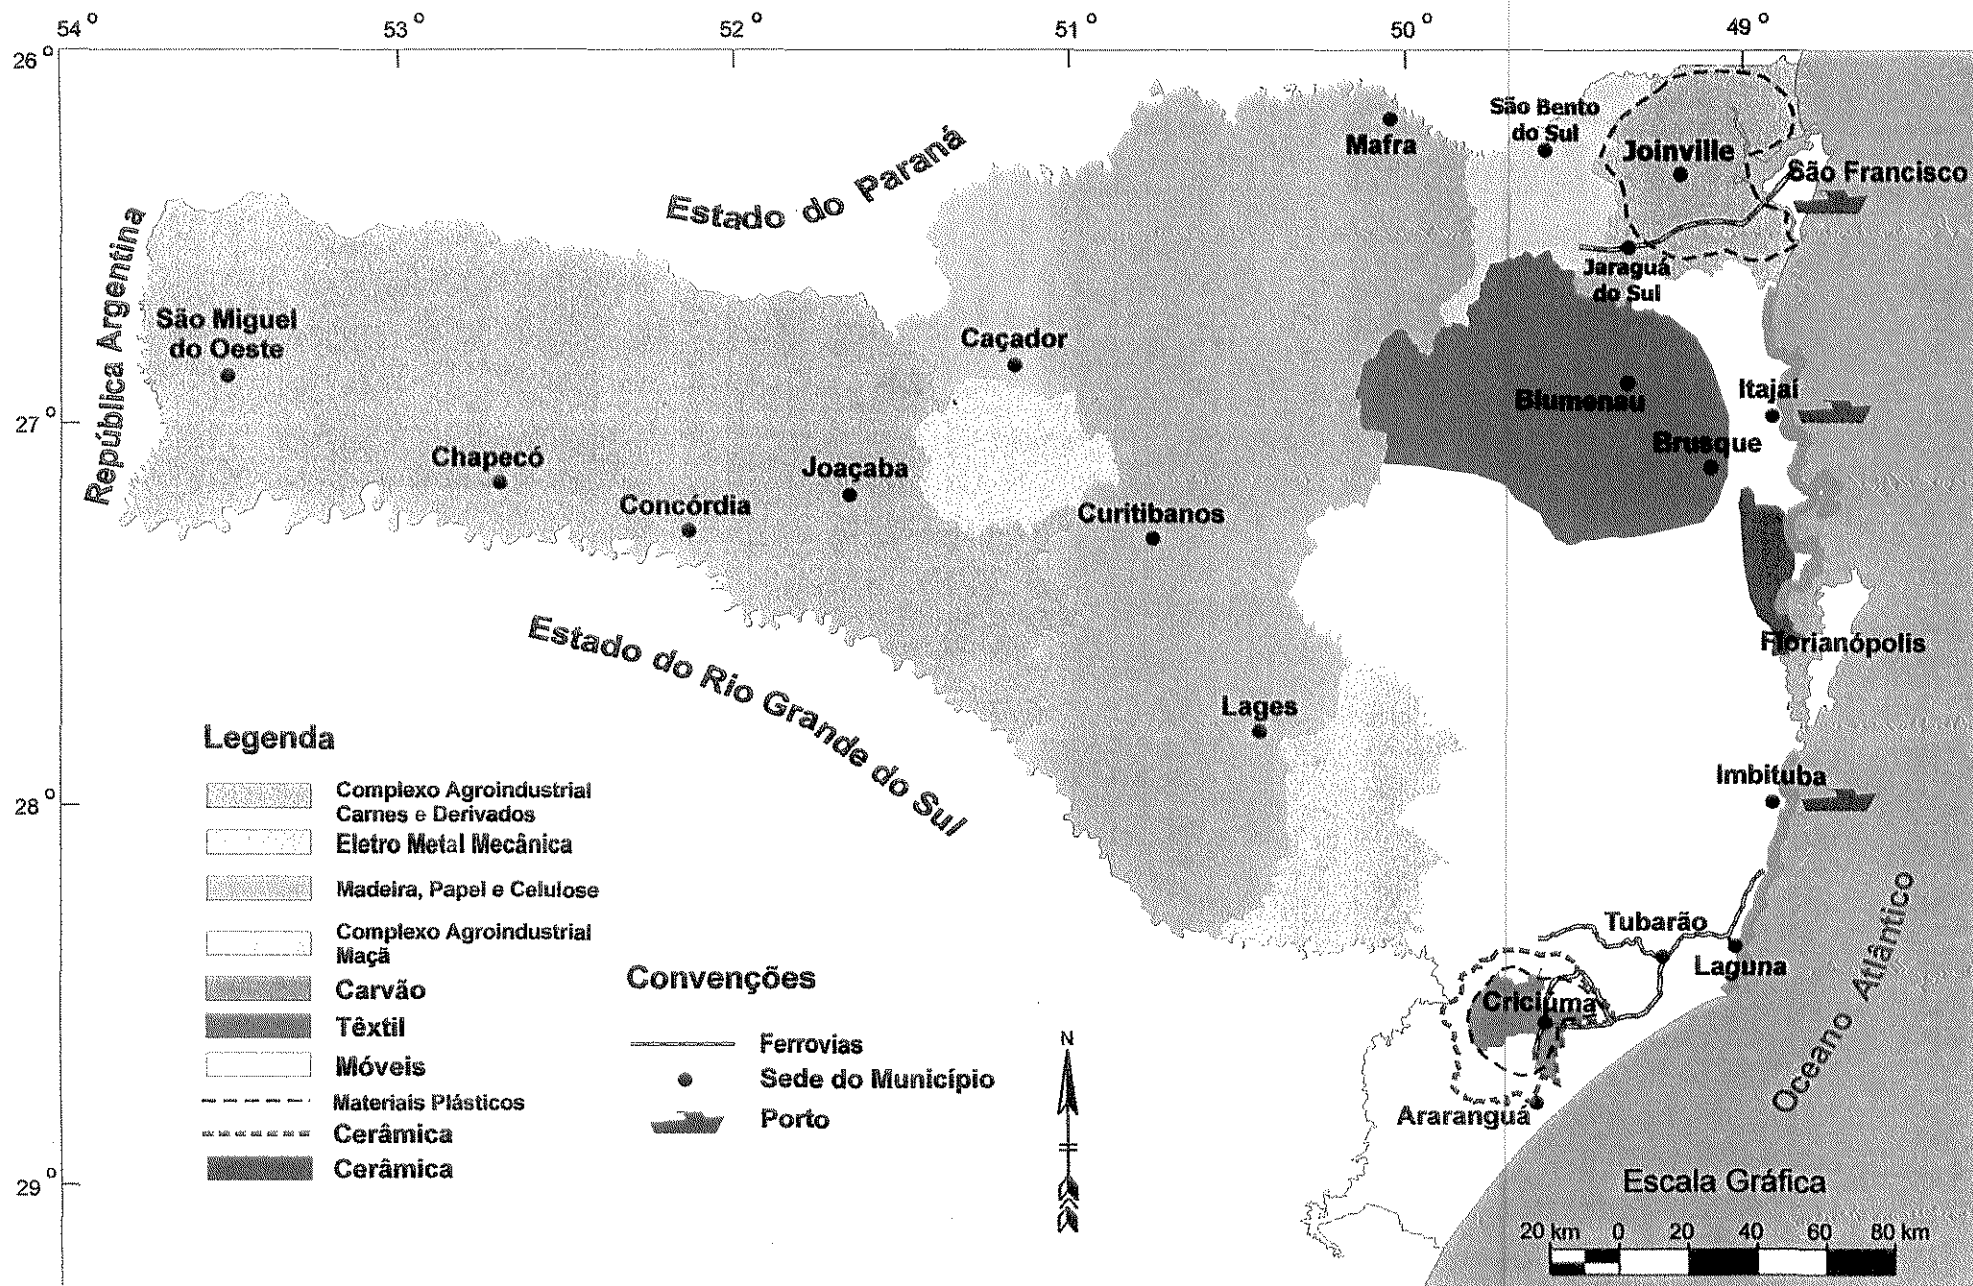 54° 53° 52° 51° 50° 49°
26°
27°
28°
29°
São Bento
do Sul
Mafra
Joinville
São Francisco
Estado do Paraná
República Argentina
Jaraguá
do Sul
São Miguel
do Oeste
Caçador
Itajaí
Blumenau
Brusque
Chapecó
Joaçaba
Concórdia
Curitibanos
Estado do Rio Grande do Sul
Florianópolis
Lages
Imbituba
Tubarão
Laguna
Criciúma
Araranguá
Oceano Atlântico
Legenda
Complexo Agroindustrial
Carnes e Derivados
Eletro Metal Mecânica
Madeira, Papel e Celulose
Complexo Agroindustrial
Maçã
Carvão
Têxtil
Móveis
Materiais Plásticos
Cerâmica
Cerâmica
Convenções
Ferrovias
Sede do Município
Porto
N
Escala Gráfica
20 km 0 20 40 60 80 km